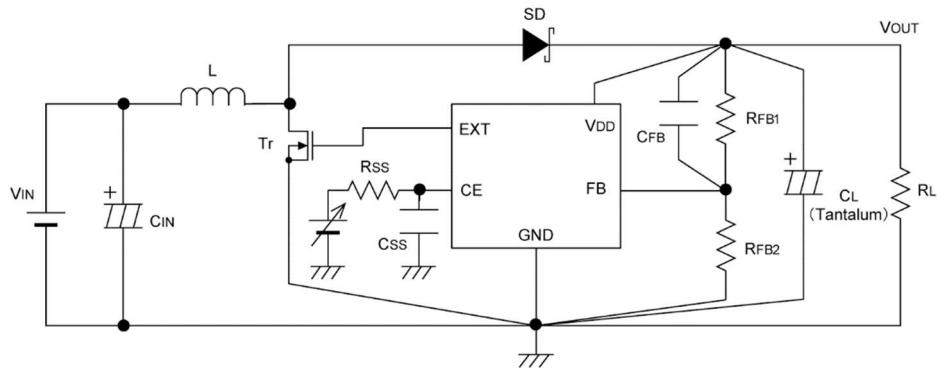 SD
VOUT
L
EXT
VDD
CFB
RFB1
Tr
RSS
VIN
+
CIN
CE
FB
+
CL
(Tantalum)
RL
CSS
GND
RFB2